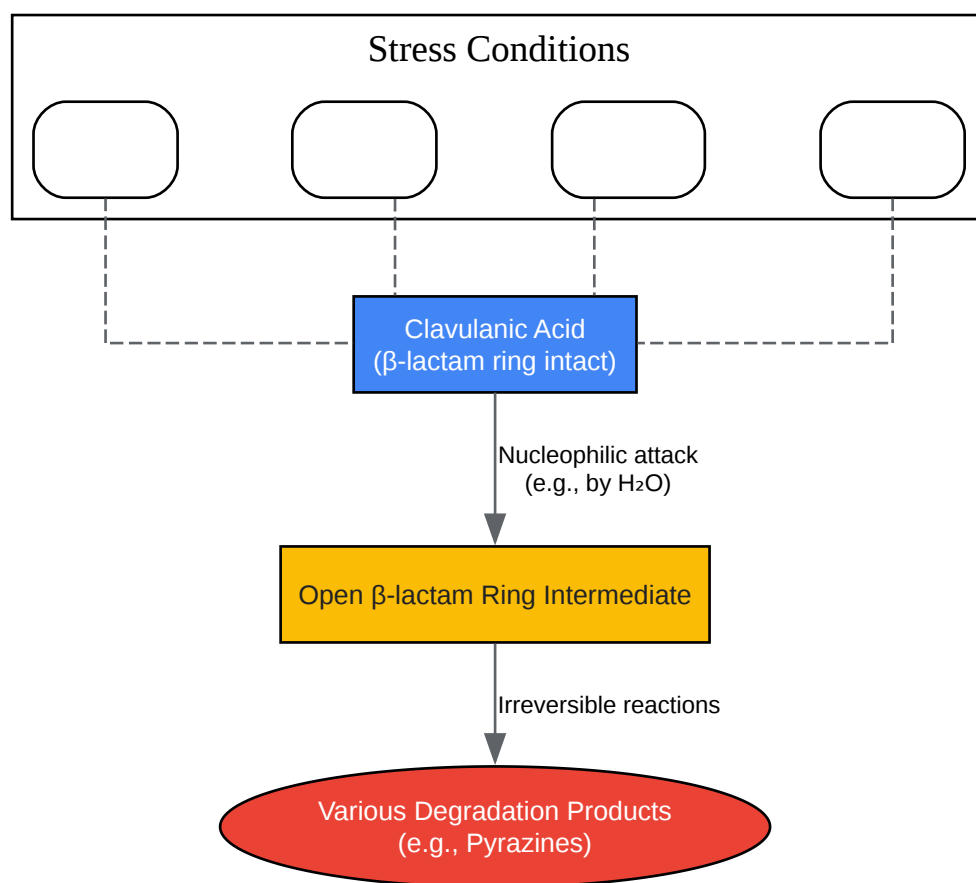 Stress Conditions
Clavulanic Acid
(β-lactam ring intact)
Nucleophilic attack
(e.g., by H₂O)
Open β-lactam Ring Intermediate
Irreversible reactions
Various Degradation Products
(e.g., Pyrazines)